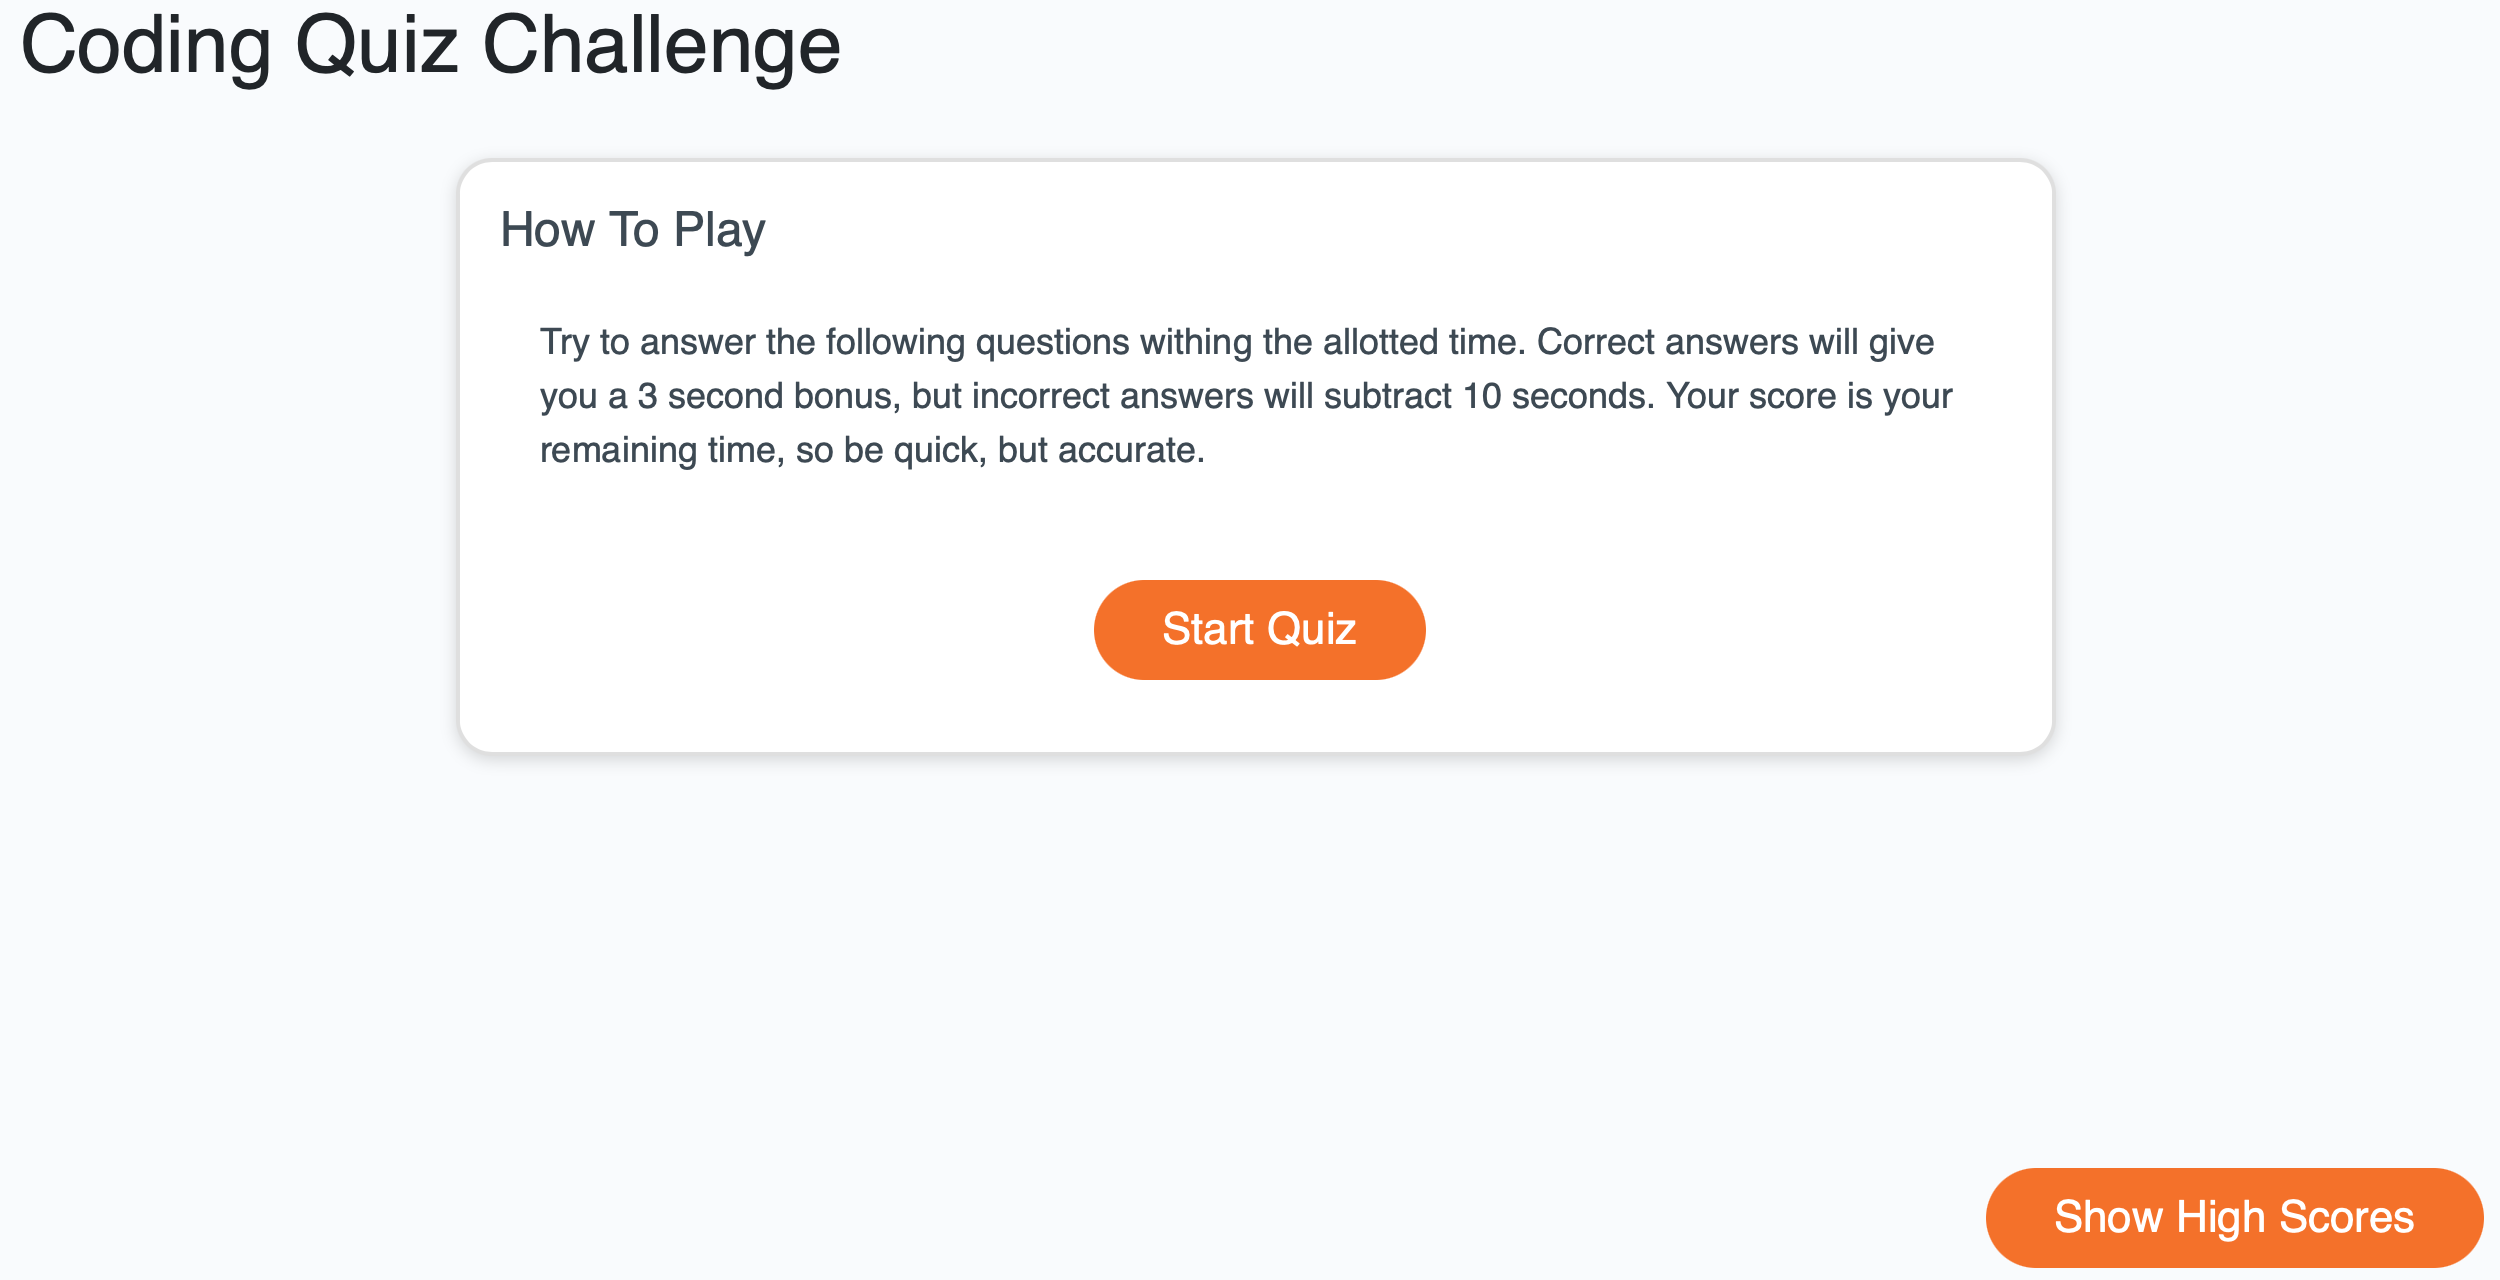 Coding Quiz Challenge
How To Play
Try to answer the following questions withing the allotted time. Correct answers will give
you a 3 second bonus, but incorrect answers will subtract 10 seconds. Your score is your
remaining time, so be quick, but accurate.
Start Quiz
Show High Scores